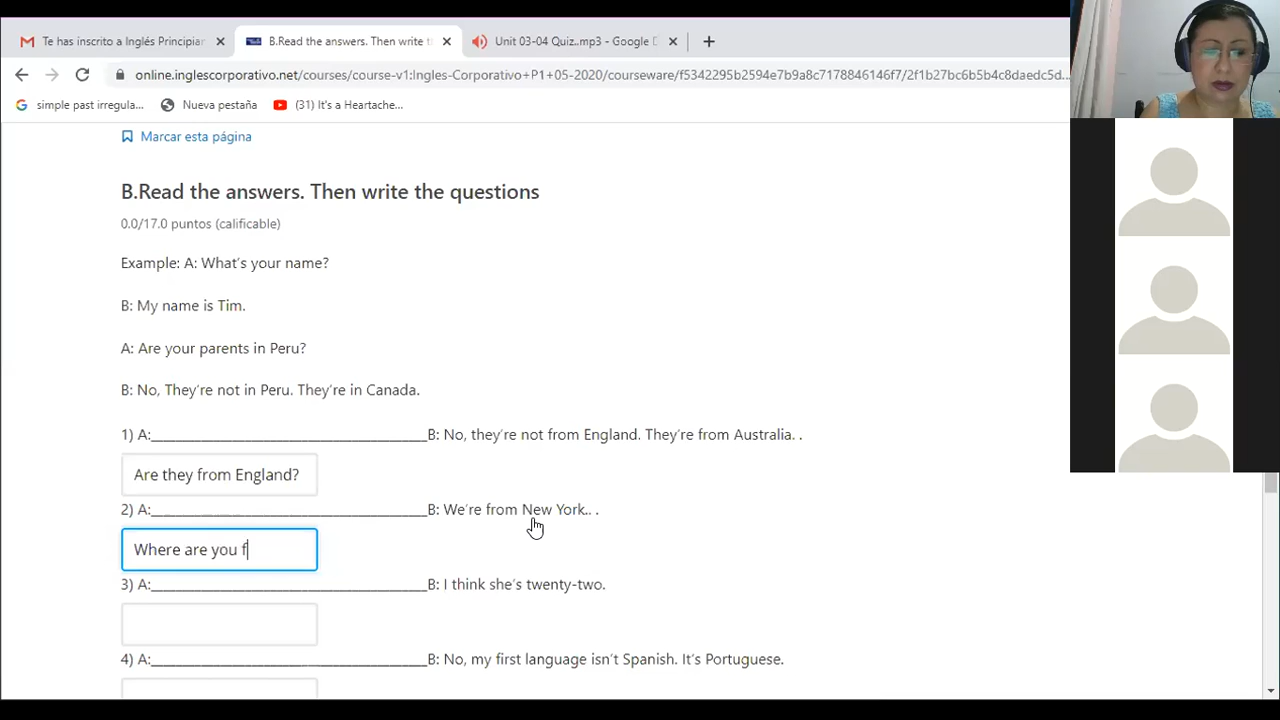 Te has inscrito a Inglés Principian
B.Read the answers. Then write t
Unit 03-04 Quiz..mp3 - Google D
online.inglescorporativo.net/courses/course-v1:Ingles-Corporativo+P1+05-2020/courseware/f5342295b2594e7b9a8c7178846146f7/2f1b27bc6b5b4c8daedc5d...
simple past irregula... Nueva pestaña (31) It's a Heartache...
Marcar esta página
B.Read the answers. Then write the questions
0.0/17.0 puntos (calificable)
Example: A: What's your name?
B: My name is Tim.
A: Are your parents in Peru?
B: No, They're not in Peru. They're in Canada.
1) A:______________________________B: No, they're not from England. They're from Australia. .
Are they from England?
2) A:______________________________B: We're from New York.. .
Where are you f
3) A:______________________________B: I think she's twenty-two.
4) A:______________________________B: No, my first language isn't Spanish. It's Portuguese.